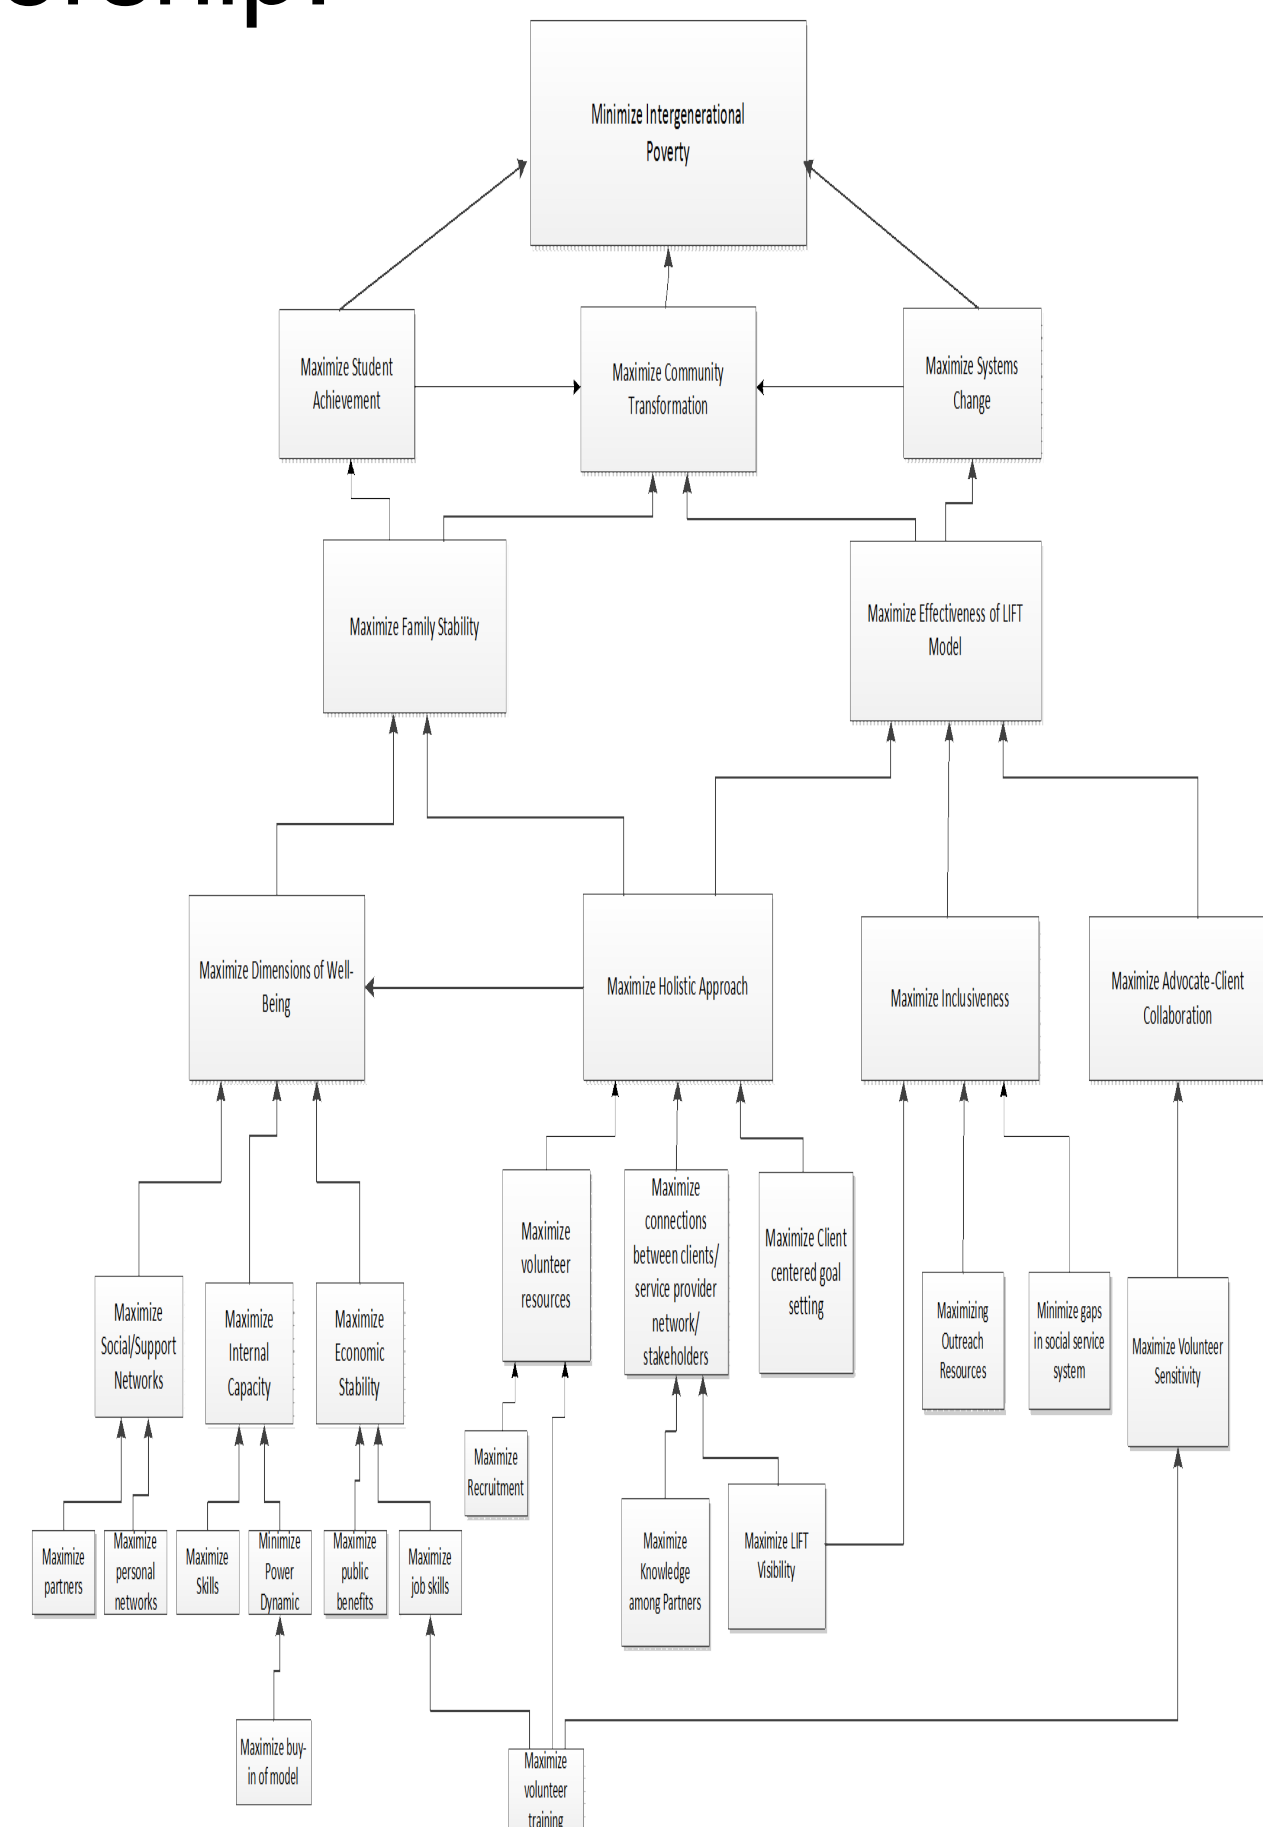 Minimize Intergenerational
Poverty
Maximize Student
Achievement
Maximize Community
Transformation
Maximize Systems
Change
Maximize Family Stability
Maximize Effectiveness of LIFT
Model
Maximize Dimensions of Well-
Being
Maximize Holistic Approach
Maximize Inclusiveness
Maximize Advocate-Client
Collaboration
Maximize
Social/Support
Networks
Maximize
Internal
Capacity
Maximize
Economic
Stability
Maximize
volunteer
resources
Maximize
connections
between clients/
service provider
network/
stakeholders
Maximize Client
centered goal
setting
Maximizing
Outreach
Resources
Minimize gaps
in social service
system
Maximize Volunteer
Sensitivity
Maximize
Recruitment
Maximize
partners
Maximize
personal
networks
Maximize
Skills
Minimize
Power
Dynamic
Maximize
public
benefits
Maximize
job skills
Maximize
Knowledge
among Partners
Maximize LIFT
Visibility
Maximize buy-
in of model
Maximize
volunteer
training